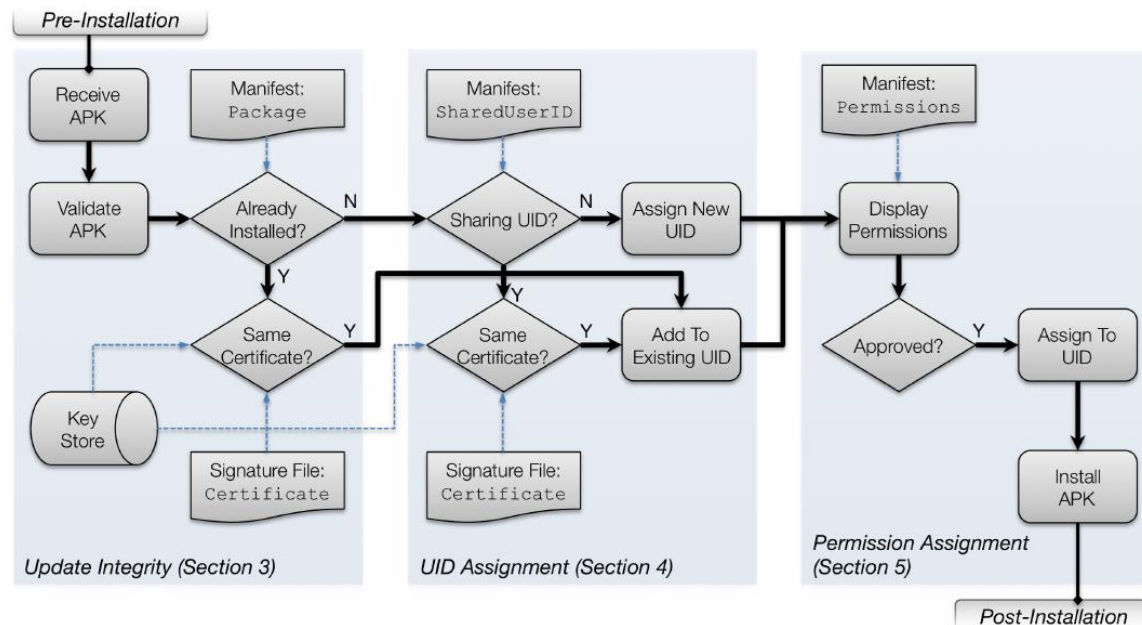 Pre-Installation
Receive
APK
Validate
APK
Manifest:
Package
Already
Installed?
N
Y
Same
Certificate?
Y
Key
Store
Signature File:
Certificate
Update Integrity (Section 3)
Manifest:
SharedUserID
Sharing UID?
N
Y
Assign New
UID
Same
Certificate?
Y
Add To
Existing UID
Signature File:
Certificate
UID Assignment (Section 4)
Manifest:
Permissions
Display
Permissions
Approved?
Y
Assign To
UID
Install
APK
Permission Assignment
(Section 5)
Post-Installation